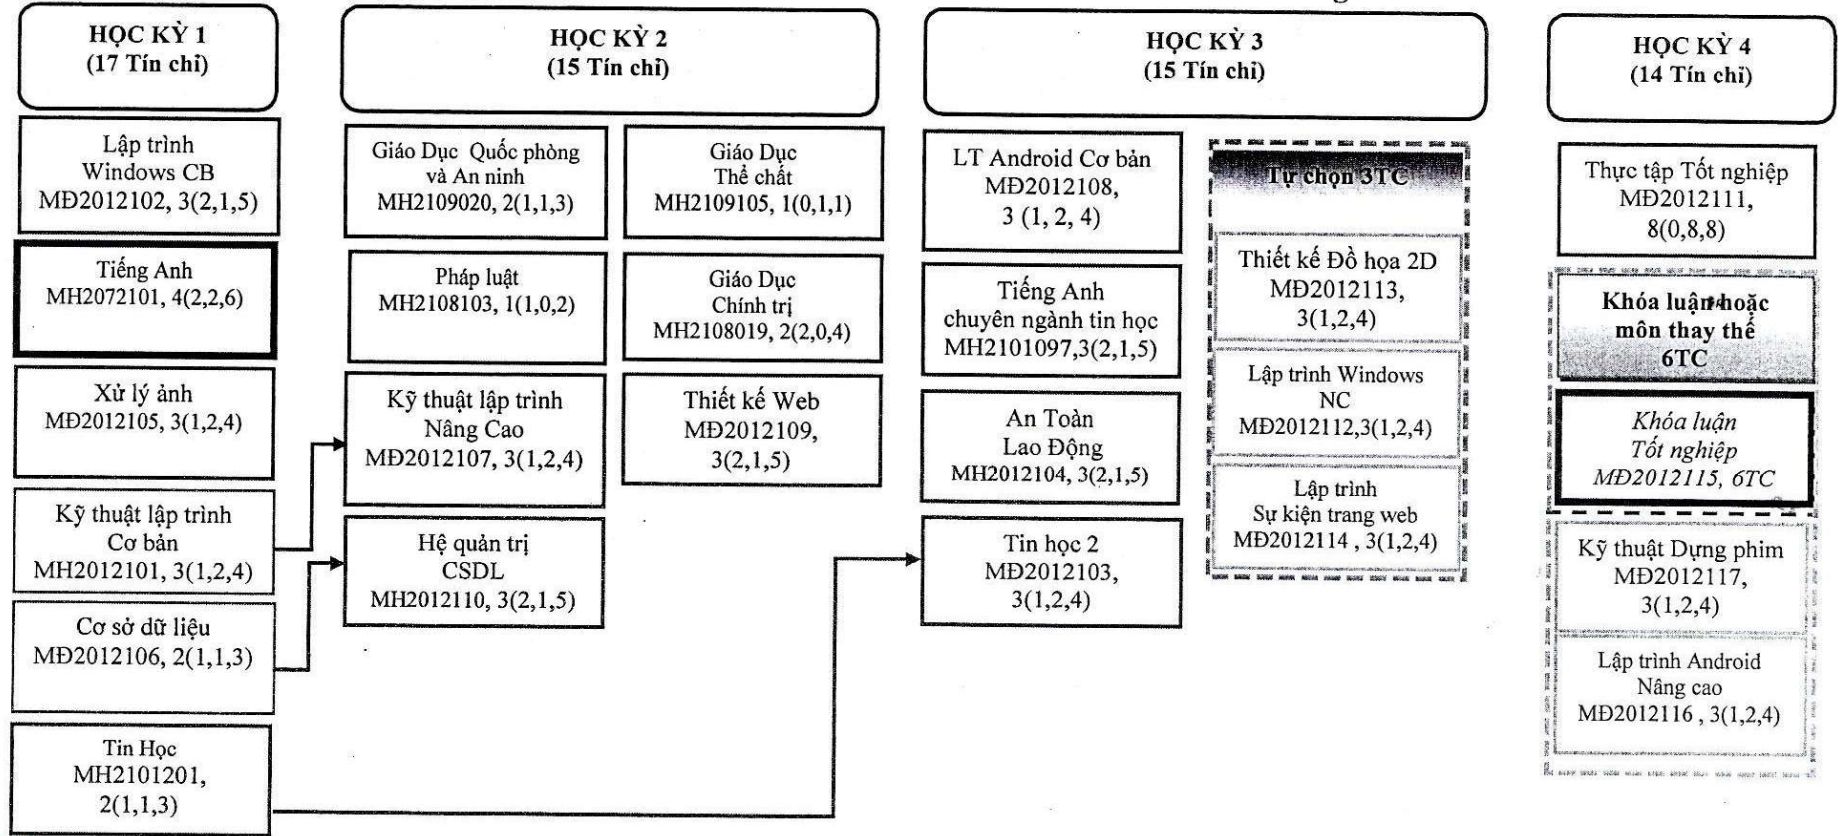 HỌC KỲ 1
(17 Tín chỉ)
Lập trình
Windows CB
MĐ2012102, 3(2,1,5)
Tiếng Anh
MH2072101, 4(2,2,6)
Xử lý ảnh
MĐ2012105, 3(1,2,4)
Kỹ thuật lập trình
Cơ bản
MH2012101, 3(1,2,4)
Cơ sở dữ liệu
MĐ2012106, 2(1,1,3)
Tin Học
MH2101201,
2(1,1,3)
HỌC KỲ 2
(15 Tín chỉ)
Giáo Dục Quốc phòng
và An ninh
MH2109020, 2(1,1,3)
Pháp luật
MH2108103, 1(1,0,2)
Kỹ thuật lập trình
Nâng Cao
MĐ2012107, 3(1,2,4)
Hệ quản trị
CSDL
MH2012110, 3(2,1,5)
Giáo Dục
Thể chất
MH2109105, 1(0,1,1)
Giáo Dục
Chính trị
MH2108019, 2(2,0,4)
Thiết kế Web
MĐ2012109,
3(2,1,5)
HỌC KỲ 3
(15 Tín chỉ)
LT Android Cơ bản
MĐ2012108,
3 (1, 2, 4)
Tiếng Anh
chuyên ngành tin học
MH2101097,3(2,1,5)
An Toàn
Lao Động
MH2012104, 3(2,1,5)
Tin học 2
MĐ2012103,
3(1,2,4)
Tự chọn 3TC
Thiết kế Đồ họa 2D
MĐ2012113,
3(1,2,4)
Lập trình Windows
NC
MĐ2012112,3(1,2,4)
Lập trình
Sự kiện trang web
MĐ2012114 , 3(1,2,4)
HỌC KỲ 4
(14 Tín chỉ)
Thực tập Tốt nghiệp
MĐ2012111,
8(0,8,8)
Khóa luận hoặc
môn thay thế
6TC
Khóa luận
Tốt nghiệp
MĐ2012115, 6TC
Kỹ thuật Dựng phim
MĐ2012117,
3(1,2,4)
Lập trình Android
Nâng cao
MĐ2012116 , 3(1,2,4)